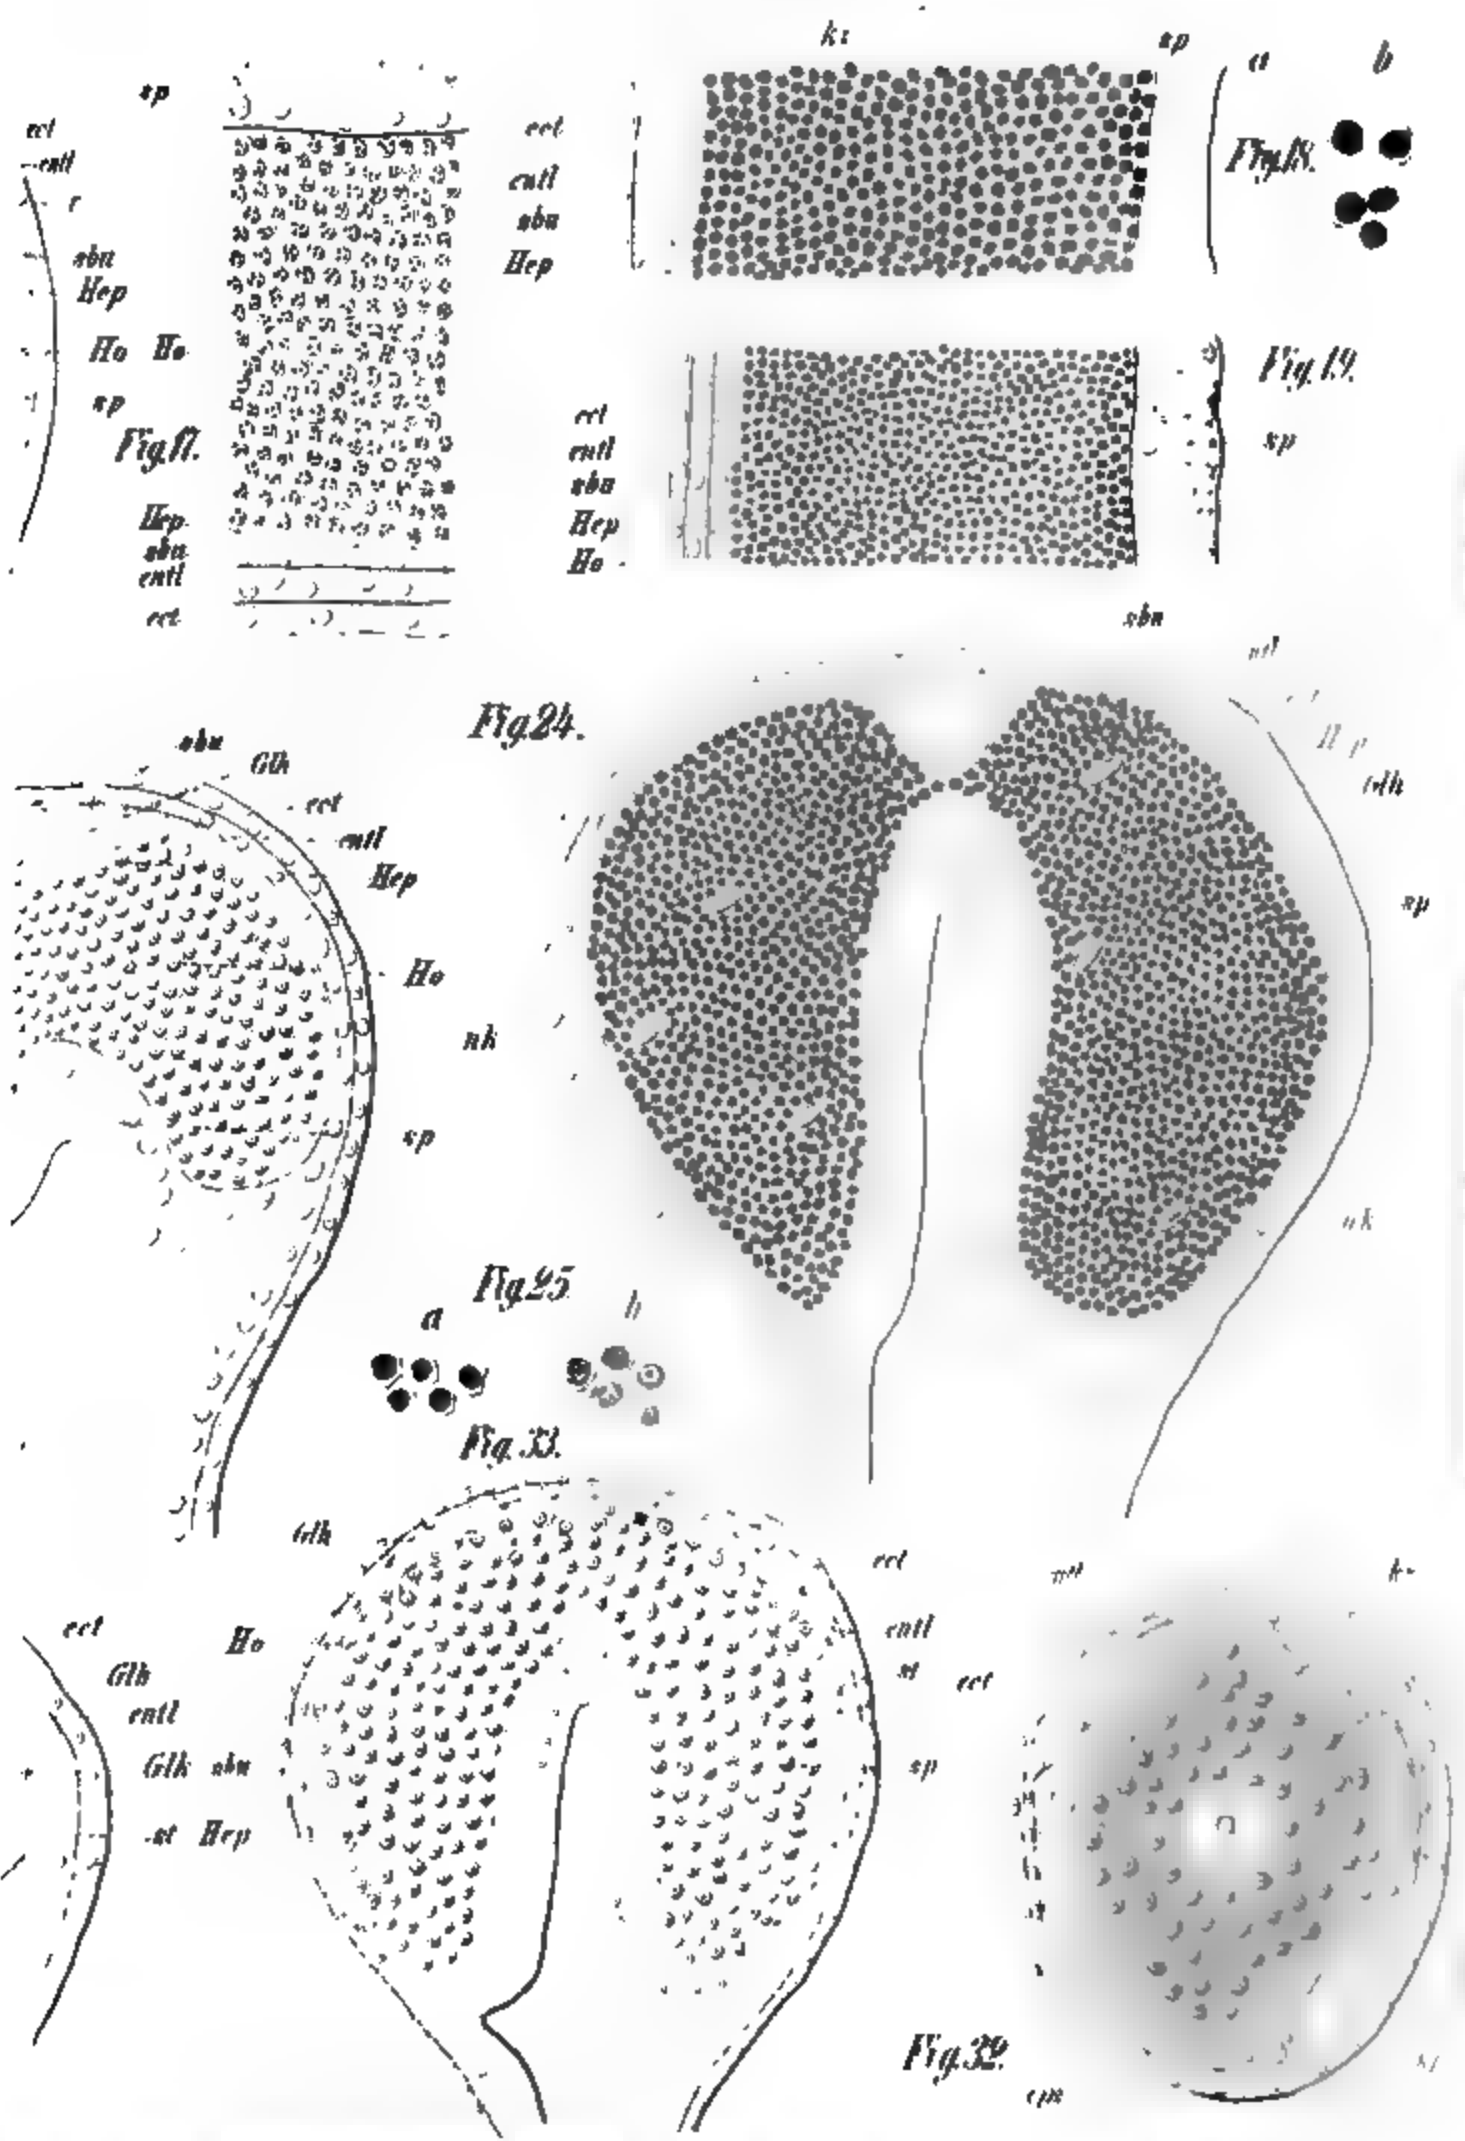 kz
sp
a
b
sp
ect
entl
r
ect
entl
sbu
Hep
Fig.18.
sbu
Hep
Ho
Ho
sp
Fig.17.
Fig.19.
ect
entl
sbu
Hep
Ho
sp
Hep
sbu
entl
ect
sbu
Fig.24.
sbu
Glh
ect
entl
Hep
Glh
sp
Ho
nk
sp
nk
Fig.25
a
b
Fig.33.
Glh
ect
ect
Ho
entl
st
ect
Glh
entl
Glk
sbu
sp
st
Hep
Fig.32.
epn